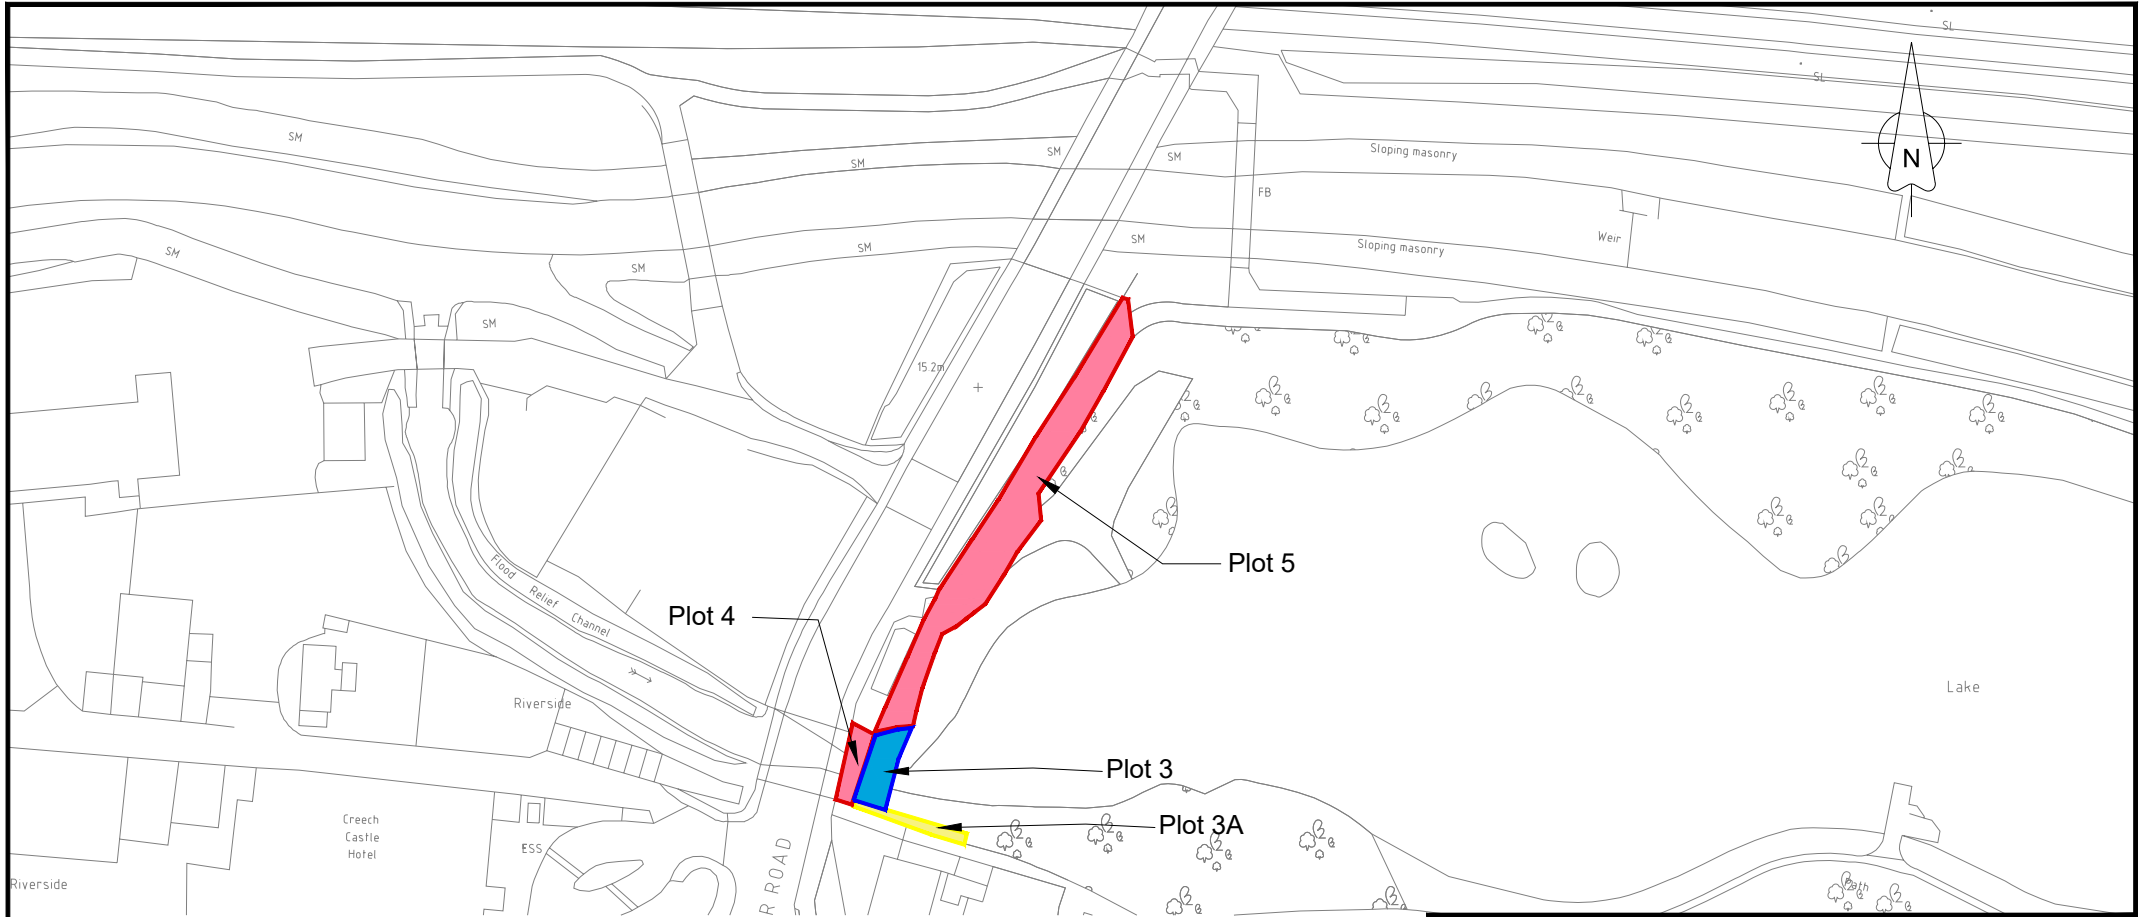 SL
SL
N
SM
SM
SM
SM
Sloping masonry
FB
SM
SM
SM
SM
Sloping masonry
Weir
SM
15.2m
Flood
Relief
Channel
Plot 5
Plot 4
Lake
Riverside
Plot 3
Plot 3A
Creech
Castle
Hotel
ESS
R ROAD
Riverside
Path